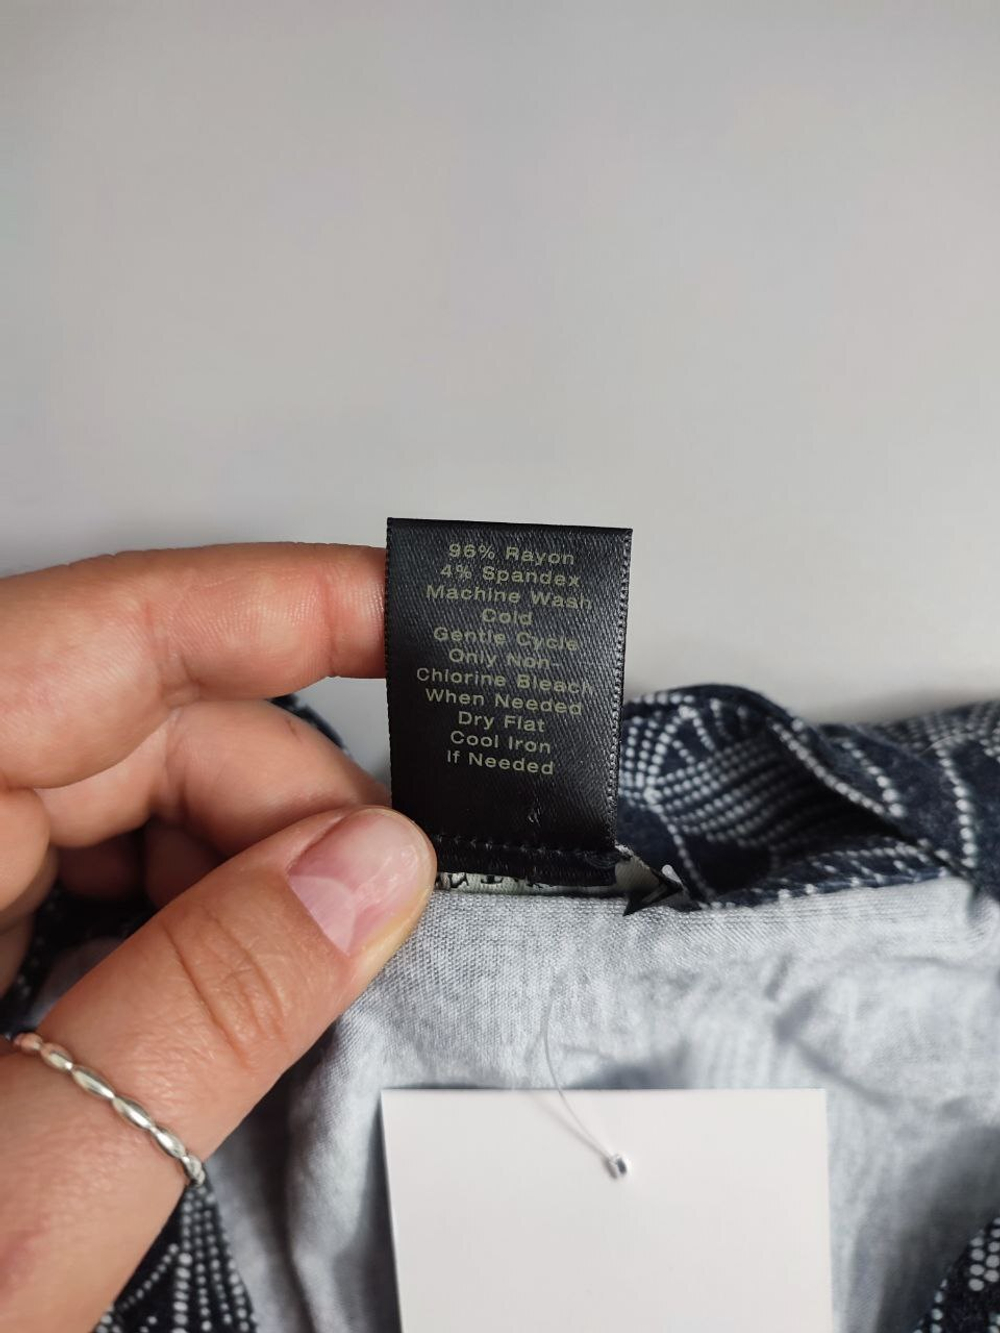 96% Rayon
4% Spandex
Machine Wash
Cold
Gentle Cycle
Only Non-
Chlorine Bleach
When Needed
Dry Flat
Cool Iron
If Needed